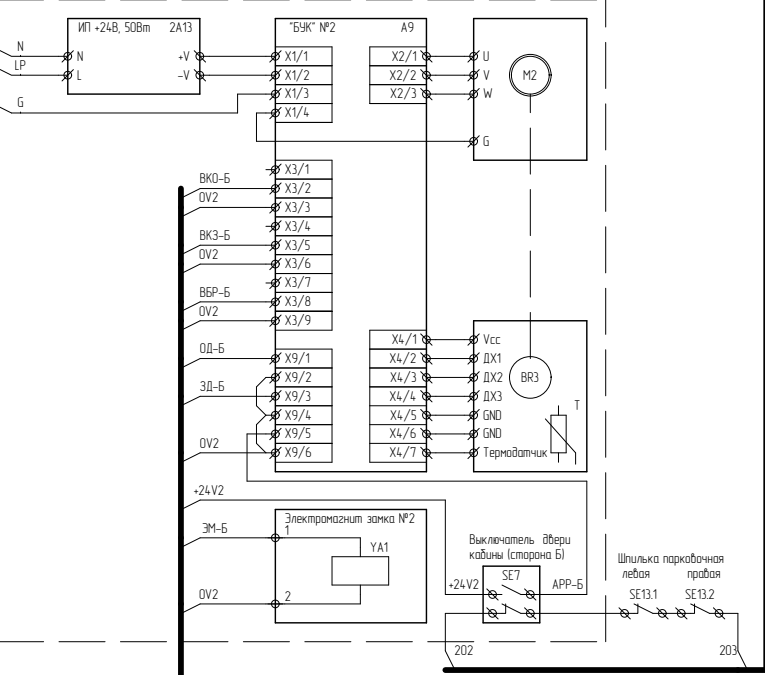 ИП +24В, 50Вт 2А13
N
LP
G
N
L
+V
-V
"БУК" №2 А9
X1/1
X1/2
X1/3
X1/4
X2/1
X2/2
X2/3
U
V
W
G
M2
ВКО-Б
0V2
ВКЗ-Б
0V2
ВБР-Б
0V2
ОД-Б
ЗД-Б
0V2
X3/1
X3/2
X3/3
X3/4
X3/5
X3/6
X3/7
X3/8
X3/9
X9/1
X9/2
X9/3
X9/4
X9/5
X9/6
X4/1
X4/2
X4/3
X4/4
X4/5
X4/6
X4/7
Vcc
ДХ1
ДХ2
ДХ3
GND
GND
Термодатчик
BR3
T
+24V2
ЭМ-Б
0V2
Электромагнит замка №2
1
YA1
2
Выключатель двери
кабины (сторона Б)
+24V2
SE7
АРР-Б
Шпилька парковочная
левая правая
SE13.1 SE13.2
202
203